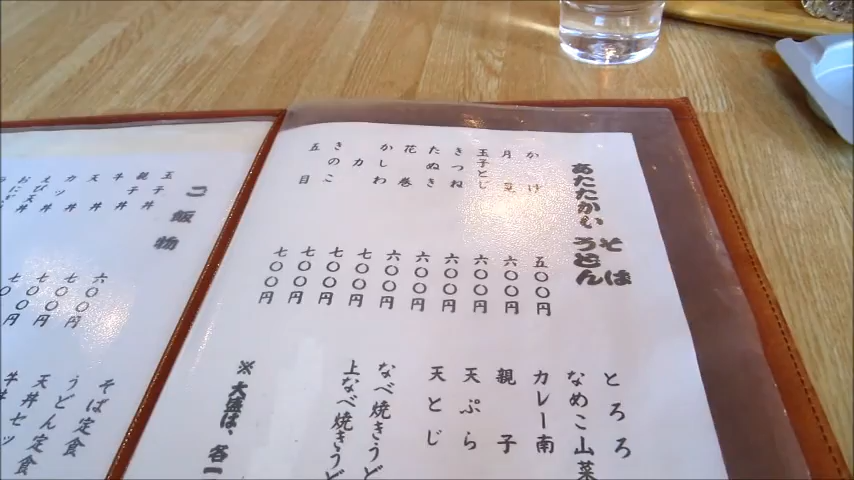 あたたかい そば
うどん
かけ 五〇〇円
月見 六〇〇円
玉子とじ 六〇〇円
きつね 六〇〇円
たぬき 六〇〇円
花巻 六〇〇円
かしわ 七〇〇円
力 七〇〇円
きのこ 七〇〇円
五目 七〇〇円
とろろ
なめこ山菜
カレー南
親子
天ぷら
天とじ
なべ焼きうど
上なべ焼きうど
※大盛は、各一
ご飯物
玉子丼 六〇〇円
親子丼 七〇〇円
牛丼 七〇〇円
天丼 七〇〇円
カツ丼
えび丼
そば定食
うどん定食
天丼定食
牛丼セッ